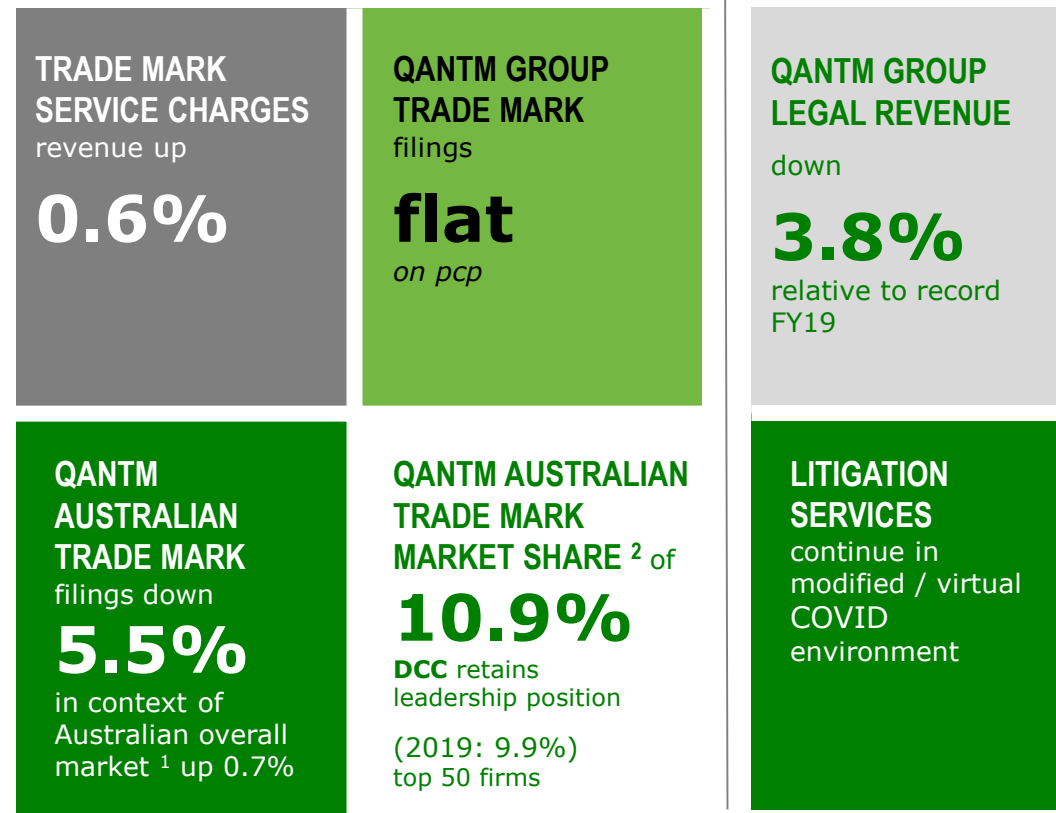 TRADE MARK
SERVICE CHARGES
revenue up
0.6%
QANTM GROUP
TRADE MARK
filings
flat
on pcp
QANTM GROUP
LEGAL REVENUE
down
3.8%
relative to record
FY19
QANTM
AUSTRALIAN
TRADE MARK
filings down
5.5%
in context of
Australian overall
market ¹ up 0.7%
QANTM AUSTRALIAN
TRADE MARK
MARKET SHARE ² of
10.9%
DCC retains
leadership position
(2019: 9.9%)
top 50 firms
LITIGATION
SERVICES
continue in
modified / virtual
COVID
environment